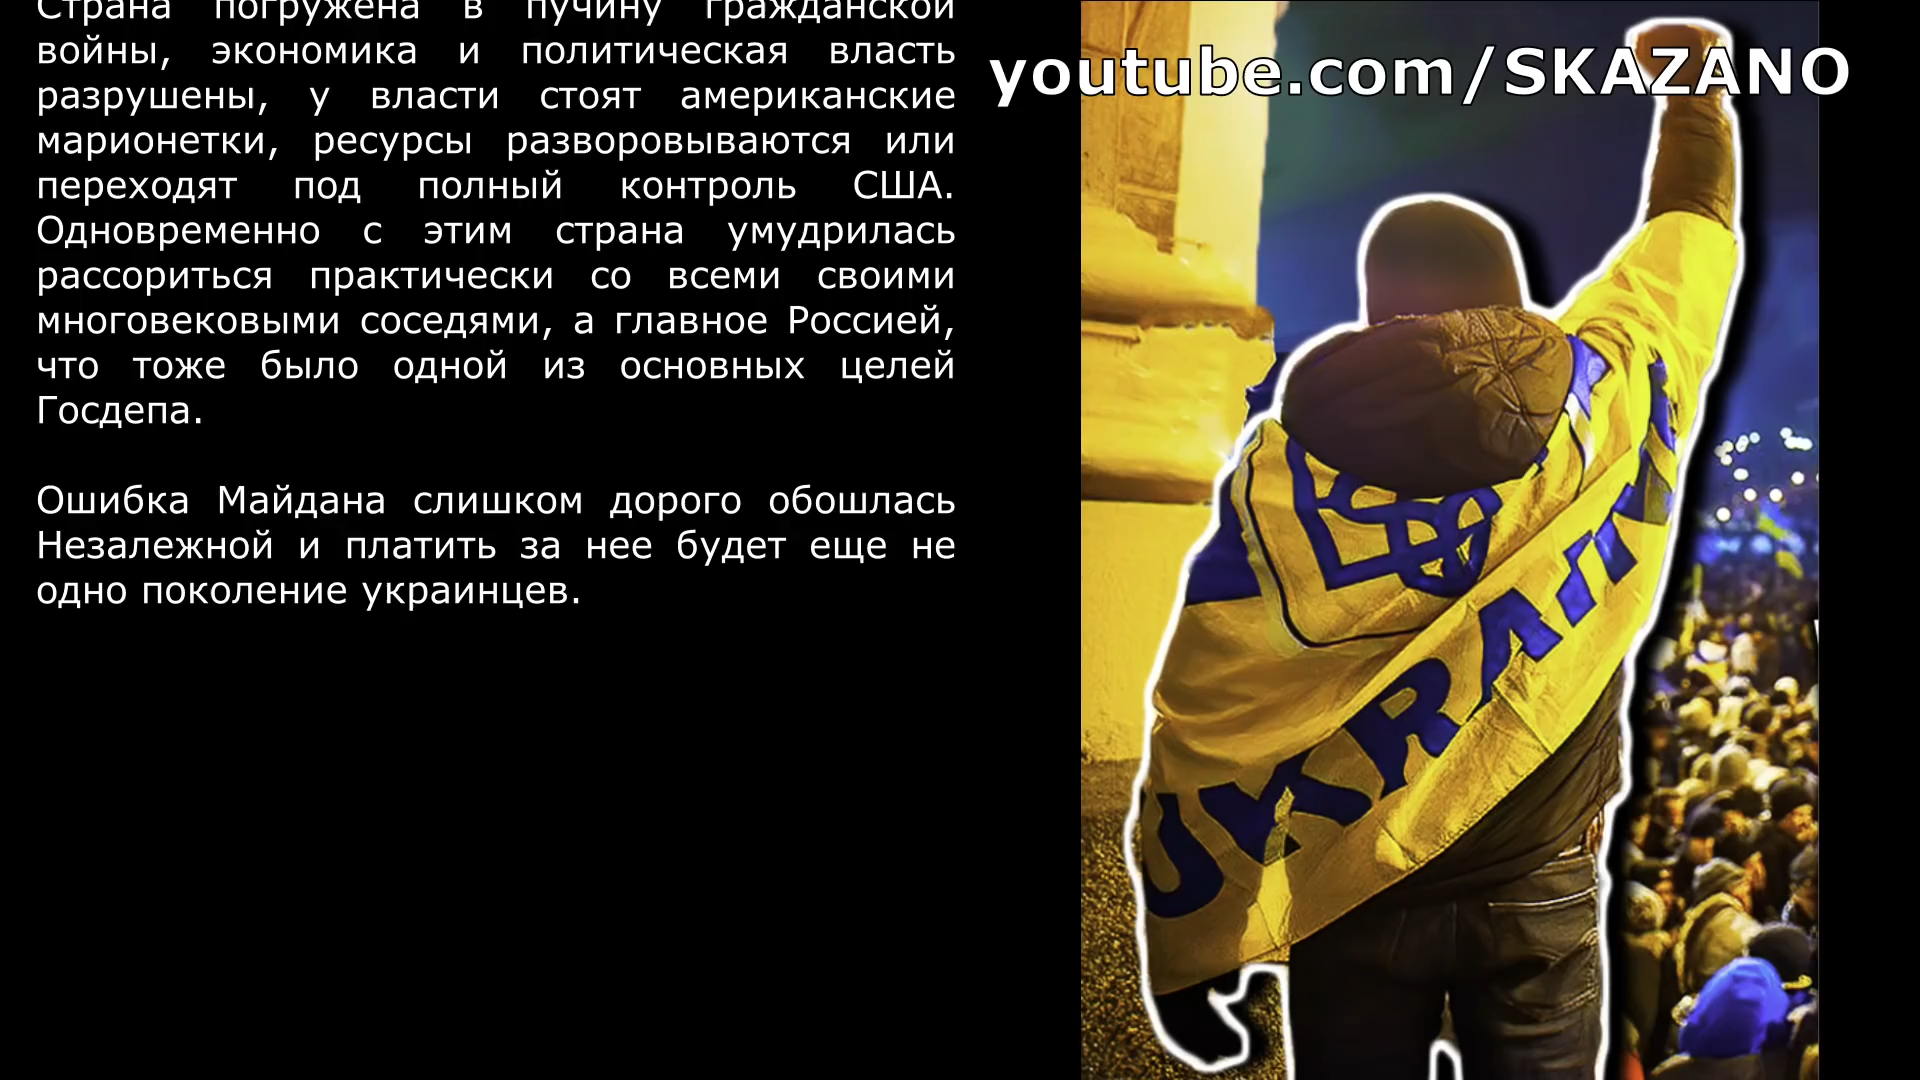 Страна погружена в пучину гражданской
войны, экономика и политическая власть
разрушены, у власти стоят американские
марионетки, ресурсы разворовываются или
переходят под полный контроль США.
Одновременно с этим страна умудрилась
рассориться практически со всеми своими
многовековыми соседями, а главное Россией,
что тоже было одной из основных целей
Госдепа.
Ошибка Майдана слишком дорого обошлась
Незалежной и платить за нее будет еще не
одно поколение украинцев.
youtube.com/SKAZANO
UKRAIN